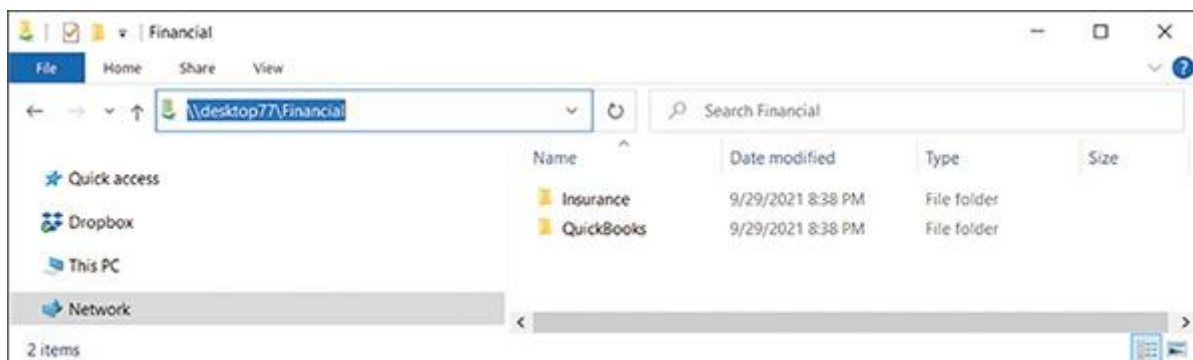 Financial
File Home Share View
\\desktop77\Financial Search Financial
Name Date modified Type Size
Quick access
Insurance 9/29/2021 8:38 PM File folder
Dropbox
QuickBooks 9/29/2021 8:38 PM File folder
This PC
Network
2 items